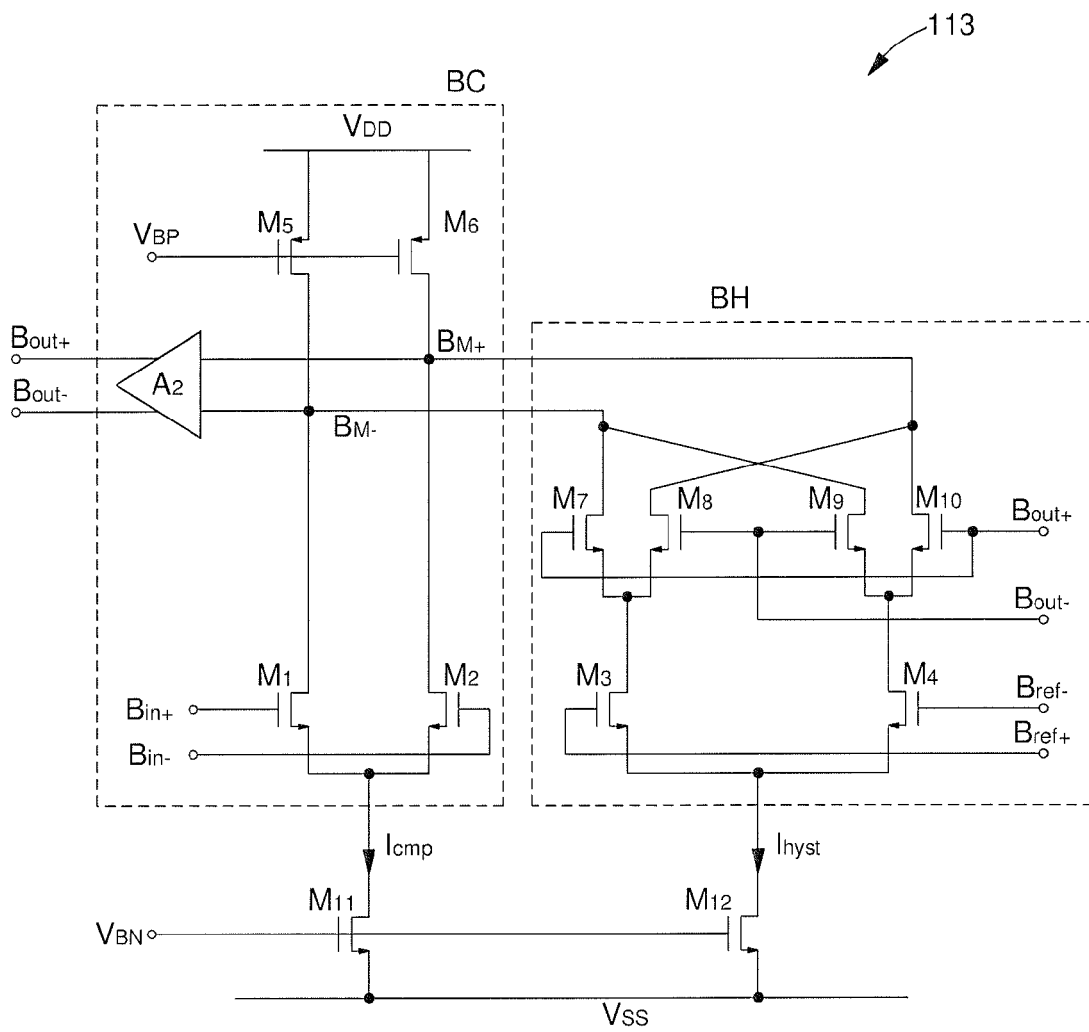 113
BC
VDD
M5
M6
VBP
BH
Bout+
BM+
A2
Bout-
BM-
M7
M8
M9
M10
Bout+
Bout-
M1
M2
M3
M4
Bin+
Bref-
Bin-
Bref+
Icmp
Ihyst
M11
M12
VBN
VSS